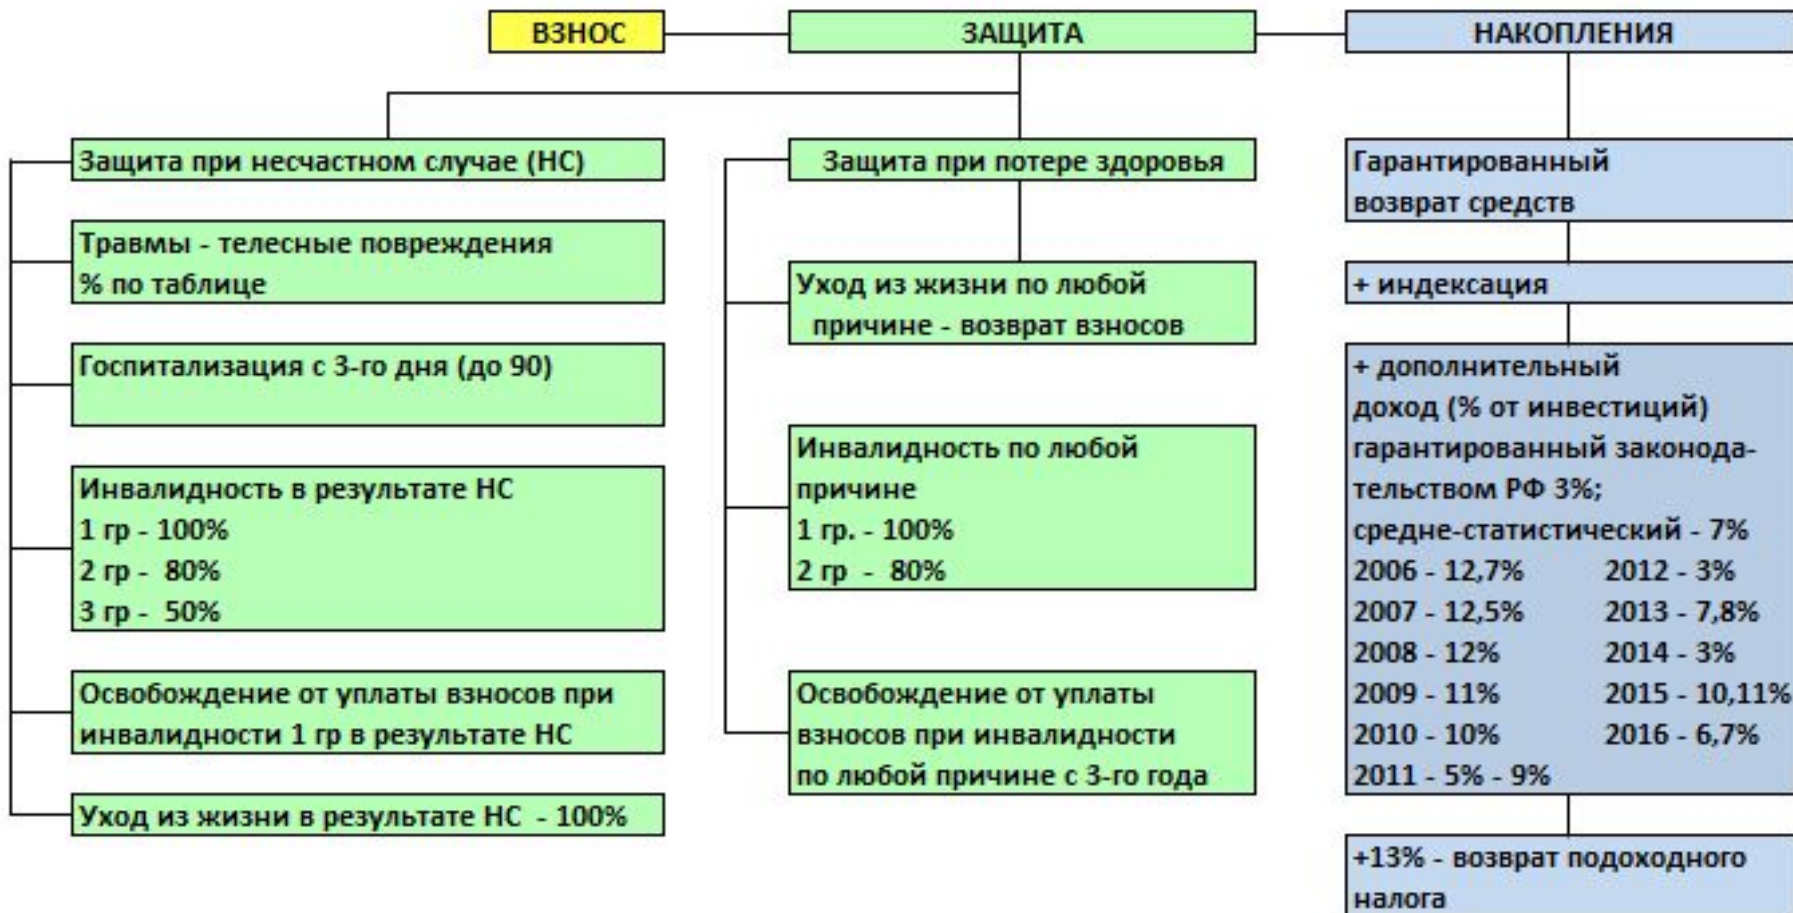 ВЗНОС
ЗАЩИТА
НАКОПЛЕНИЯ
Защита при несчастном случае (НС)
Травмы - телесные повреждения
% по таблице
Госпитализация с 3-го дня (до 90)
Инвалидность в результате НС
1 гр - 100%
2 гр -  80%
3 гр -  50%
Освобождение от уплаты взносов при
инвалидности 1 гр в результате НС
Уход из жизни в результате НС  - 100%
Защита при потере здоровья
Уход из жизни по любой
причине - возврат взносов
Инвалидность по любой
причине
1 гр. - 100%
2 гр  -  80%
Освобождение от уплаты
взносов при инвалидности
по любой причине с 3-го года
Гарантированный
возврат средств
+ индексация
+ дополнительный
доход (% от инвестиций)
гарантированный законода-
тельством РФ 3%;
средне-статистический - 7%
2006 - 12,7% 2012 - 3%
2007 - 12,5% 2013 - 7,8%
2008 - 12% 2014 - 3%
2009 - 11% 2015 - 10,11%
2010 - 10% 2016 - 6,7%
2011 - 5% - 9%
+13% - возврат подоходного
налога